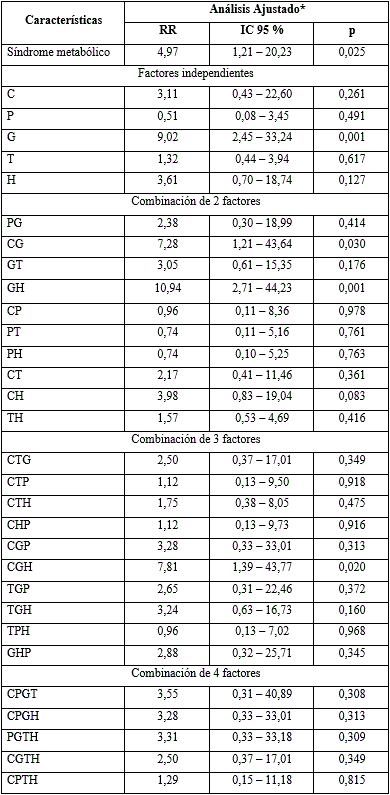 Características Análisis Ajustado*
RR IC 95 % p
Síndrome metabólico 4,97 1,21 – 20,23 0,025
Factores independientes
C 3,11 0,43 – 22,60 0,261
P 0,51 0,08 – 3,45 0,491
G 9,02 2,45 – 33,24 0,001
T 1,32 0,44 – 3,94 0,617
H 3,61 0,70 – 18,74 0,127
Combinación de 2 factores
PG 2,38 0,30 – 18,99 0,414
CG 7,28 1,21 – 43,64 0,030
GT 3,05 0,61 – 15,35 0,176
GH 10,94 2,71 – 44,23 0,001
CP 0,96 0,11 – 8,36 0,978
PT 0,74 0,11 – 5,16 0,761
PH 0,74 0,10 – 5,25 0,763
CT 2,17 0,41 – 11,46 0,361
CH 3,98 0,83 – 19,04 0,083
TH 1,57 0,53 – 4,69 0,416
Combinación de 3 factores
CTG 2,50 0,37 – 17,01 0,349
CTP 1,12 0,13 – 9,50 0,918
CTH 1,75 0,38 – 8,05 0,475
CHP 1,12 0,13 – 9,73 0,916
CGP 3,28 0,33 – 33,01 0,313
CGH 7,81 1,39 – 43,77 0,020
TGP 2,65 0,31 – 22,46 0,372
TGH 3,24 0,63 – 16,73 0,160
TPH 0,96 0,13 – 7,02 0,968
GHP 2,88 0,32 – 25,71 0,345
Combinación de 4 factores
CPGT 3,55 0,31 – 40,89 0,308
CPGH 3,28 0,33 – 33,01 0,313
PGTH 3,31 0,33 – 33,18 0,309
CGTH 2,50 0,37 – 17,01 0,349
CPTH 1,29 0,15 – 11,18 0,815